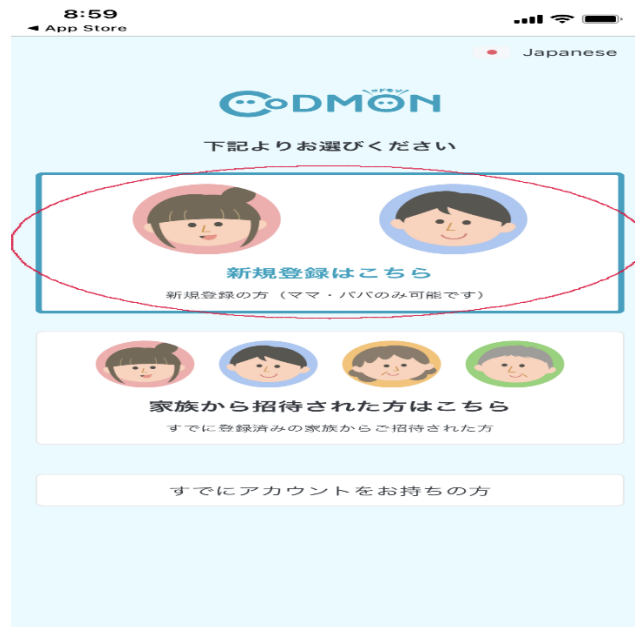 8:59
◀ App Store
Japanese
CODMON
下記よりお選びください
新規登録はこちら
新規登録の方（ママ・パパのみ可能です）
家族から招待された方はこちら
すでに登録済みの家族からご招待された方
すでにアカウントをお持ちの方